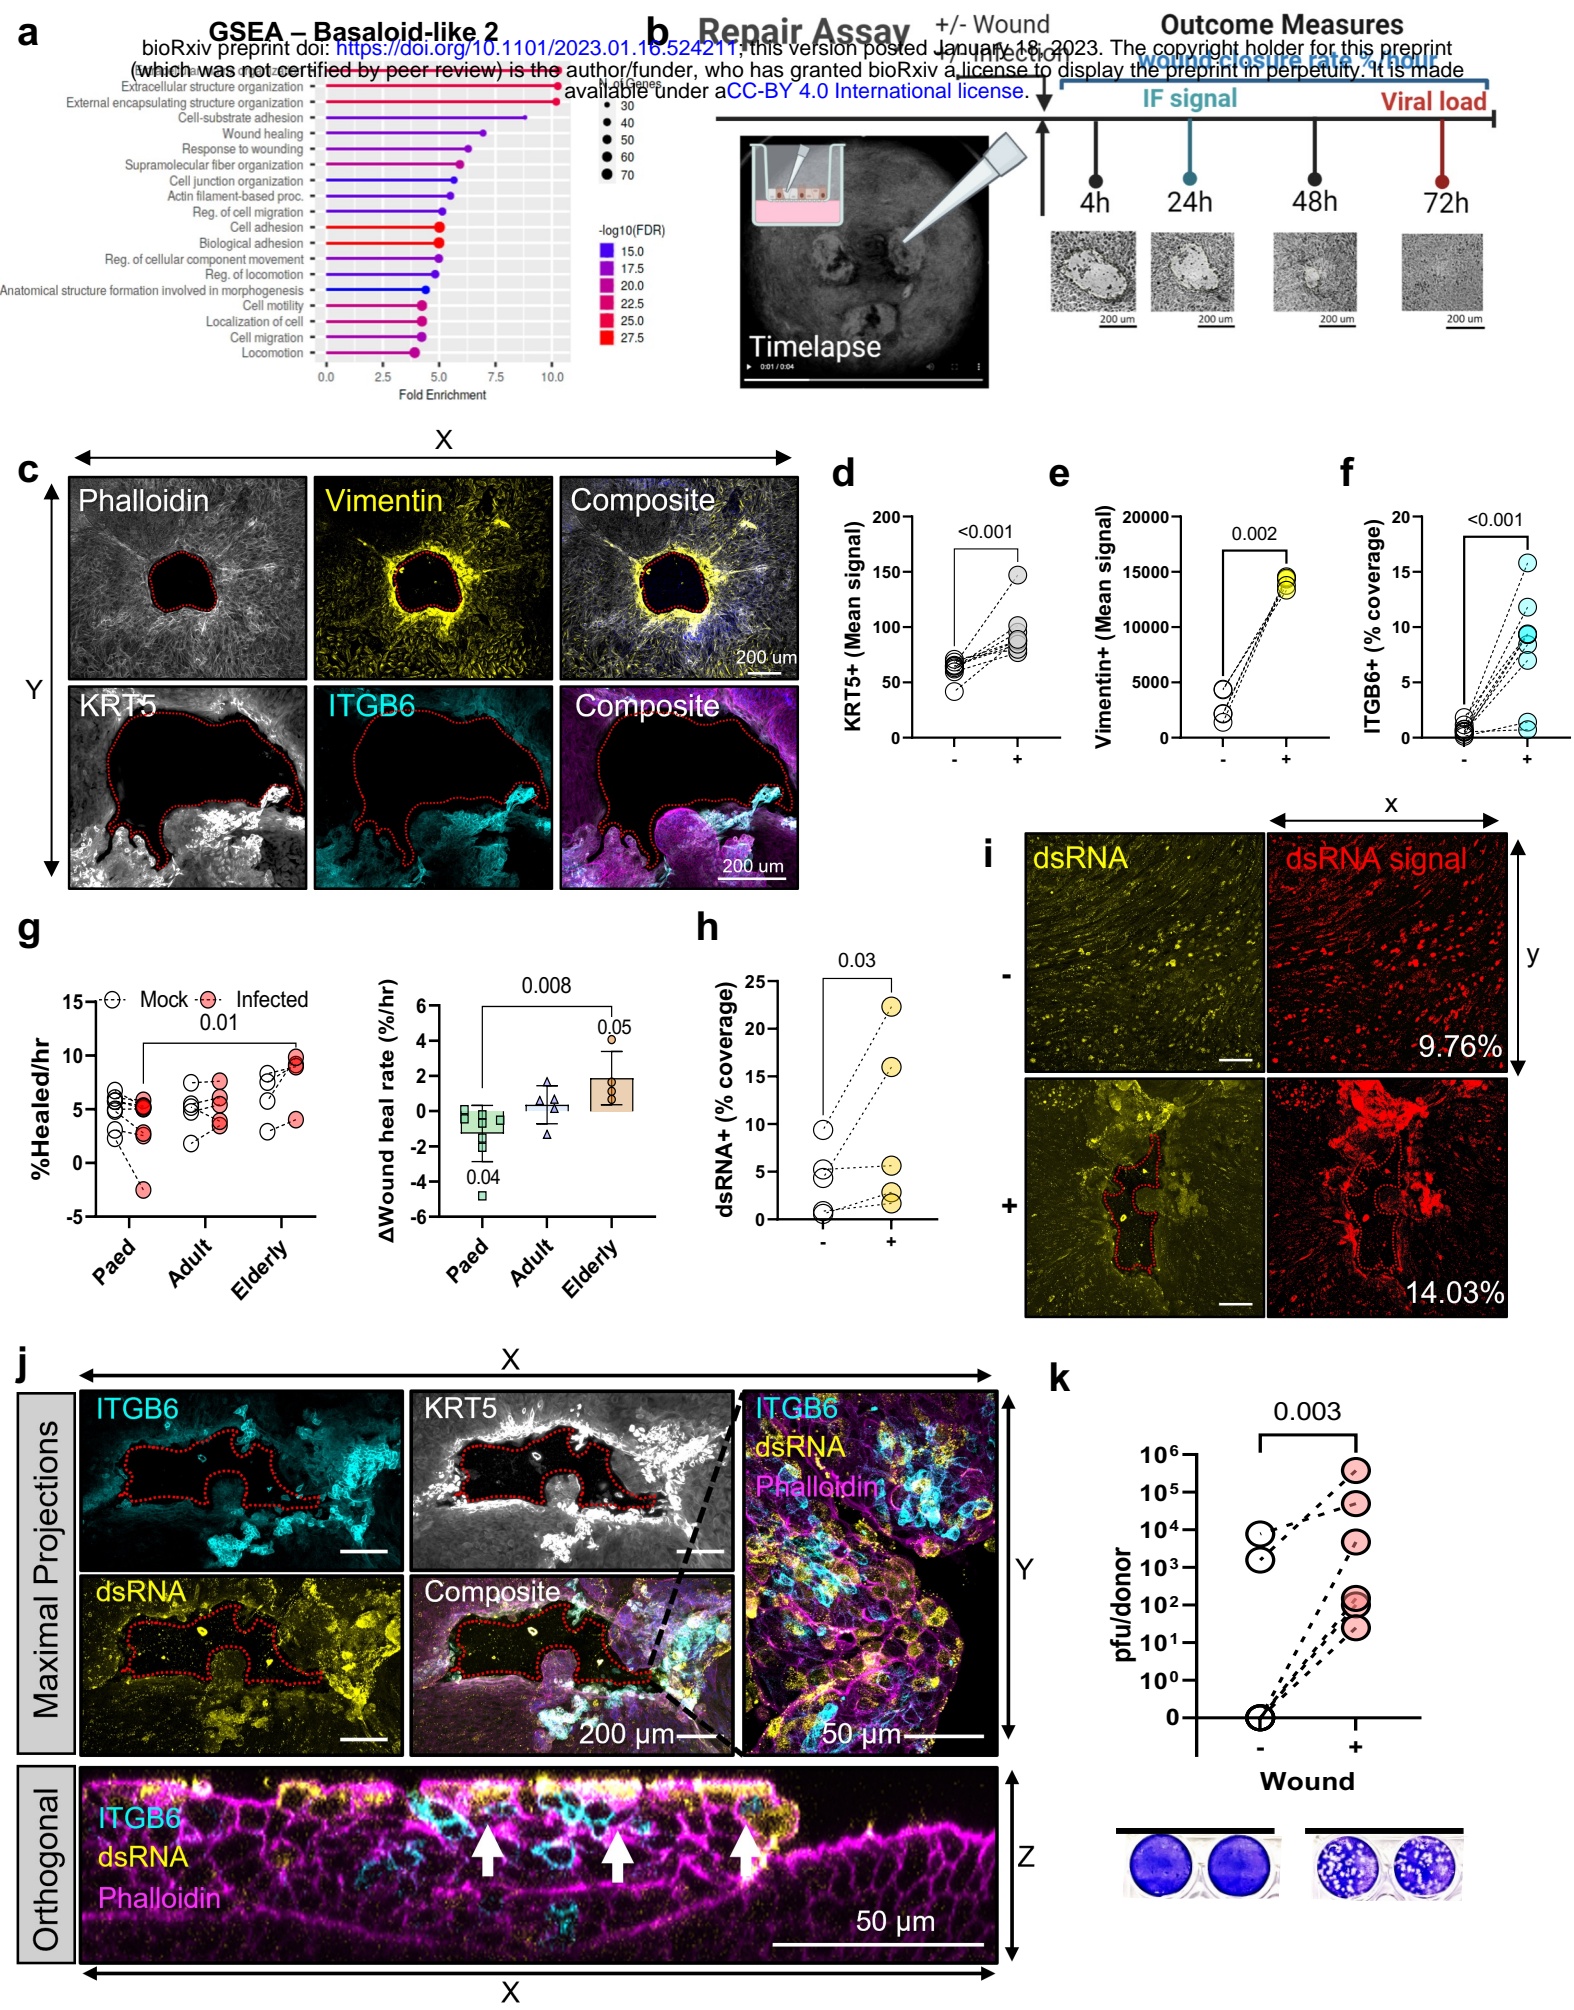 a
GSEA – Basaloid-like 2
b
Repair Assay
+/- Wound
+/- Infection
Outcome Measures
bioRxiv preprint doi: https://doi.org/10.1101/2023.01.16.524211; this version posted January 18, 2023. The copyright holder for this preprint
(which was not certified by peer review) is the author/funder, who has granted bioRxiv a license to display the preprint in perpetuity. It is made
available under aCC-BY 4.0 International license.
wound closure rate %/hour
IF signal
Viral load
Extracellular structure organization
External encapsulating structure organization
Cell-substrate adhesion
Wound healing
Response to wounding
Supramolecular fiber organization
Cell junction organization
Actin filament-based proc.
Reg. of cell migration
Cell adhesion
Biological adhesion
Reg. of cellular component movement
Reg. of locomotion
Anatomical structure formation involved in morphogenesis
Cell motility
Localization of cell
Cell migration
Locomotion
0.0 2.5 5.0 7.5 10.0
Fold Enrichment
N. of Genes
30
40
50
60
70
-log10(FDR)
15.0
17.5
20.0
22.5
25.0
27.5
Timelapse
0:01 / 0:04
4h 24h 48h 72h
200 um 200 um 200 um 200 um
c
X
Y
Phalloidin
Vimentin
Composite
200 um
KRT5
ITGB6
Composite
200 um
d
KRT5+ (Mean signal)
200
150
100
50
0
<0.001
- +
e
Vimentin+ (Mean signal)
20000
15000
10000
5000
0
0.002
- +
f
ITGB6+ (% coverage)
20
15
10
5
0
<0.001
- +
g
%Healed/hr
15
10
5
0
-5
Mock Infected
0.01
Paed Adult Elderly
ΔWound heal rate (%/hr)
6
4
2
0
-2
-4
-6
0.008
0.05
0.04
Paed Adult Elderly
h
dsRNA+ (% coverage)
25
20
15
10
5
0
0.03
- +
i
x
y
dsRNA
dsRNA signal
-
9.76%
+
14.03%
j
X
Maximal Projections
ITGB6
KRT5
ITGB6
dsRNA
Phalloidin
dsRNA
Composite
200 µm
50 µm
Y
Orthogonal
ITGB6
dsRNA
Phalloidin
50 µm
Z
X
k
0.003
pfu/donor
10⁶
10⁵
10⁴
10³
10²
10¹
10⁰
0
- +
Wound